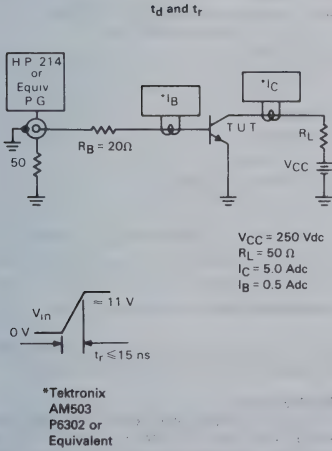 td and tr
HP 214
or
Equiv
PG
50
RB = 20Ω
*IB
*IC
TUT
RL
VCC
VCC = 250 Vdc
RL = 50 Ω
IC = 5.0 Adc
IB = 0.5 Adc
Vin
≈ 11 V
0 V
tr ≤ 15 ns
*Tektronix
AM503
P6302 or
Equivalent